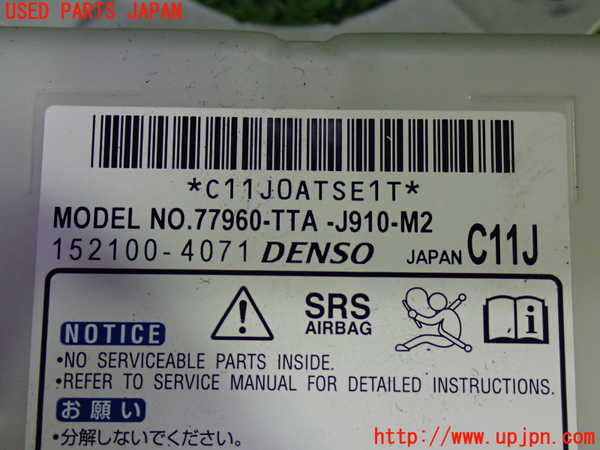 USED PARTS JAPAN
*C11J0ATSE1T*
MODEL NO.77960-TTA -J910-M2
152100-4071 DENSO JAPAN C11J
SRS
AIRBAG
NOTICE
•NO SERVICEABLE PARTS INSIDE.
•REFER TO SERVICE MANUAL FOR DETAILED INSTRUCTIONS.
お願い
•分解しないでください。
http://www.upjpn.com/